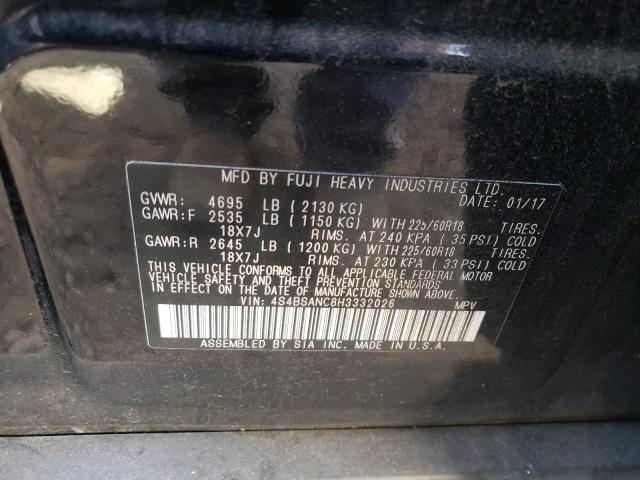 MFD BY FUJI HEAVY INDUSTRIES LTD.
GVWR: 4695 LB ( 2130 KG) DATE: 01/17
GAWR:F 2535 LB ( 1150 KG) WITH 225/60R18 TIRES.
18X7J RIMS. AT 240 KPA ( 35 PSI) COLD
GAWR:R 2645 LB ( 1200 KG) WITH 225/60R18 TIRES.
18X7J RIMS. AT 230 KPA ( 33 PSI) COLD
THIS VEHICLE CONFORMS TO ALL APPLICABLE FEDERAL MOTOR
VEHICLE SAFETY AND THEFT PREVENTION STANDARDS
IN EFFECT ON THE DATE OF MANUFACTURE SHOWN ABOVE.
VIN: 4S4BSANC8H3332026 MPV
ASSEMBLED BY SIA INC. MADE IN U.S.A.